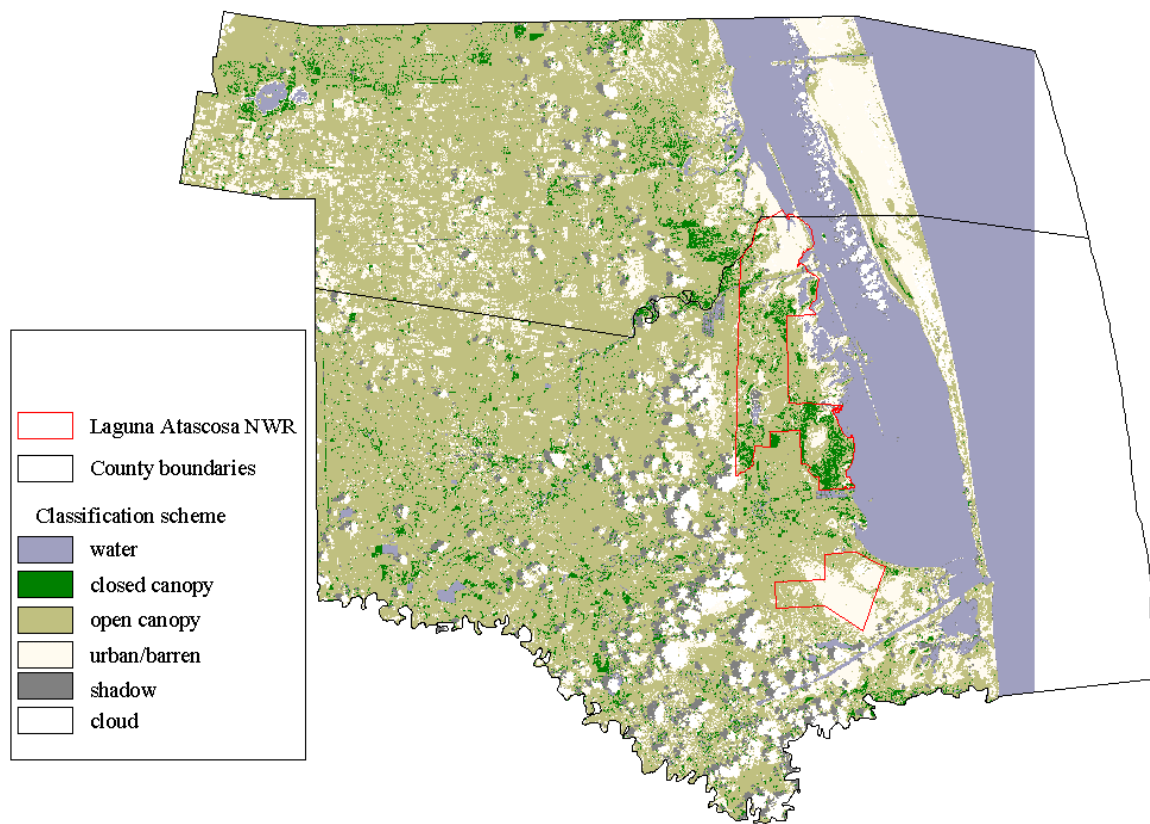 Laguna Atascosa NWR
County boundaries
Classification scheme
water
closed canopy
open canopy
urban/barren
shadow
cloud